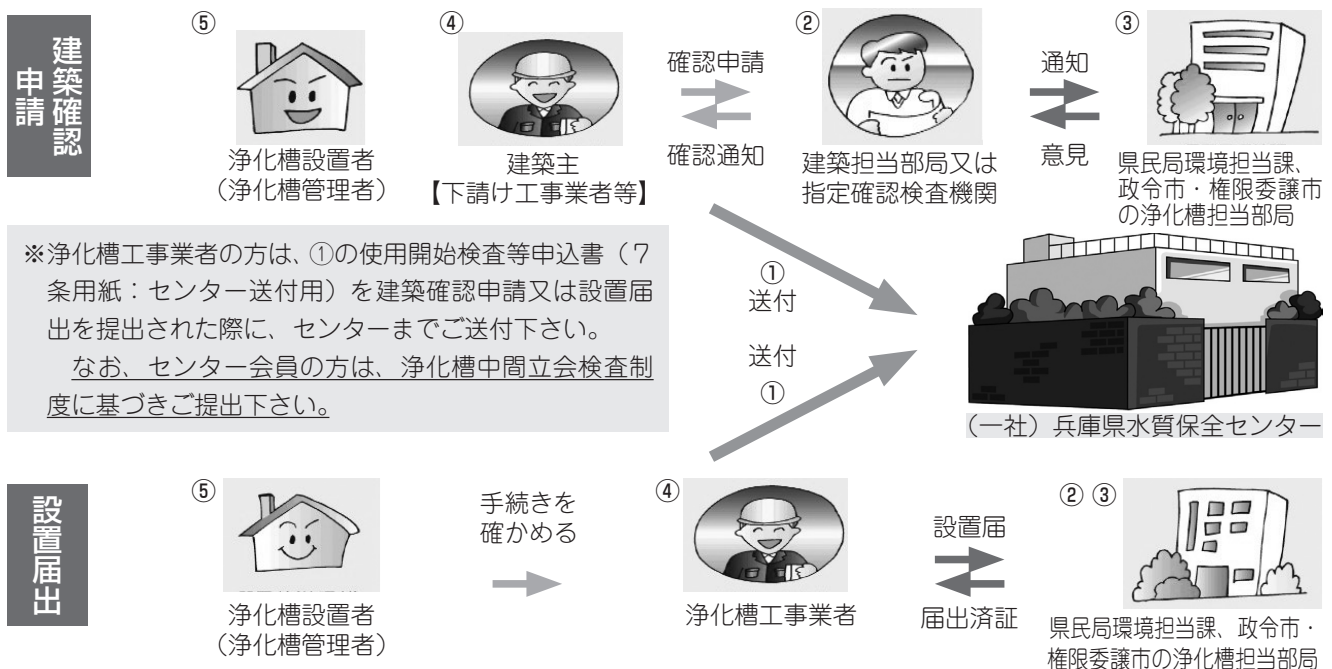 建築確認
申請
⑤
浄化槽設置者
(浄化槽管理者)
④
建築主
【下請け工事業者等】
確認申請
確認通知
②
建築担当部局又は
指定確認検査機関
通知
意見
③
県民局環境担当課、
政令市・権限委譲市
の浄化槽担当部局
※浄化槽工事業者の方は、①の使用開始検査等申込書(7
条用紙:センター送付用)を建築確認申請又は設置届
出を提出された際に、センターまでご送付下さい。
なお、センター会員の方は、浄化槽中間立会検査制
度に基づきご提出下さい。
①
送付
送付
①
(一社)兵庫県水質保全センター
設置届出
⑤
浄化槽設置者
(浄化槽管理者)
手続きを
確かめる
④
浄化槽工事業者
設置届
届出済証
② ③
県民局環境担当課、政令市・
権限委譲市の浄化槽担当部局